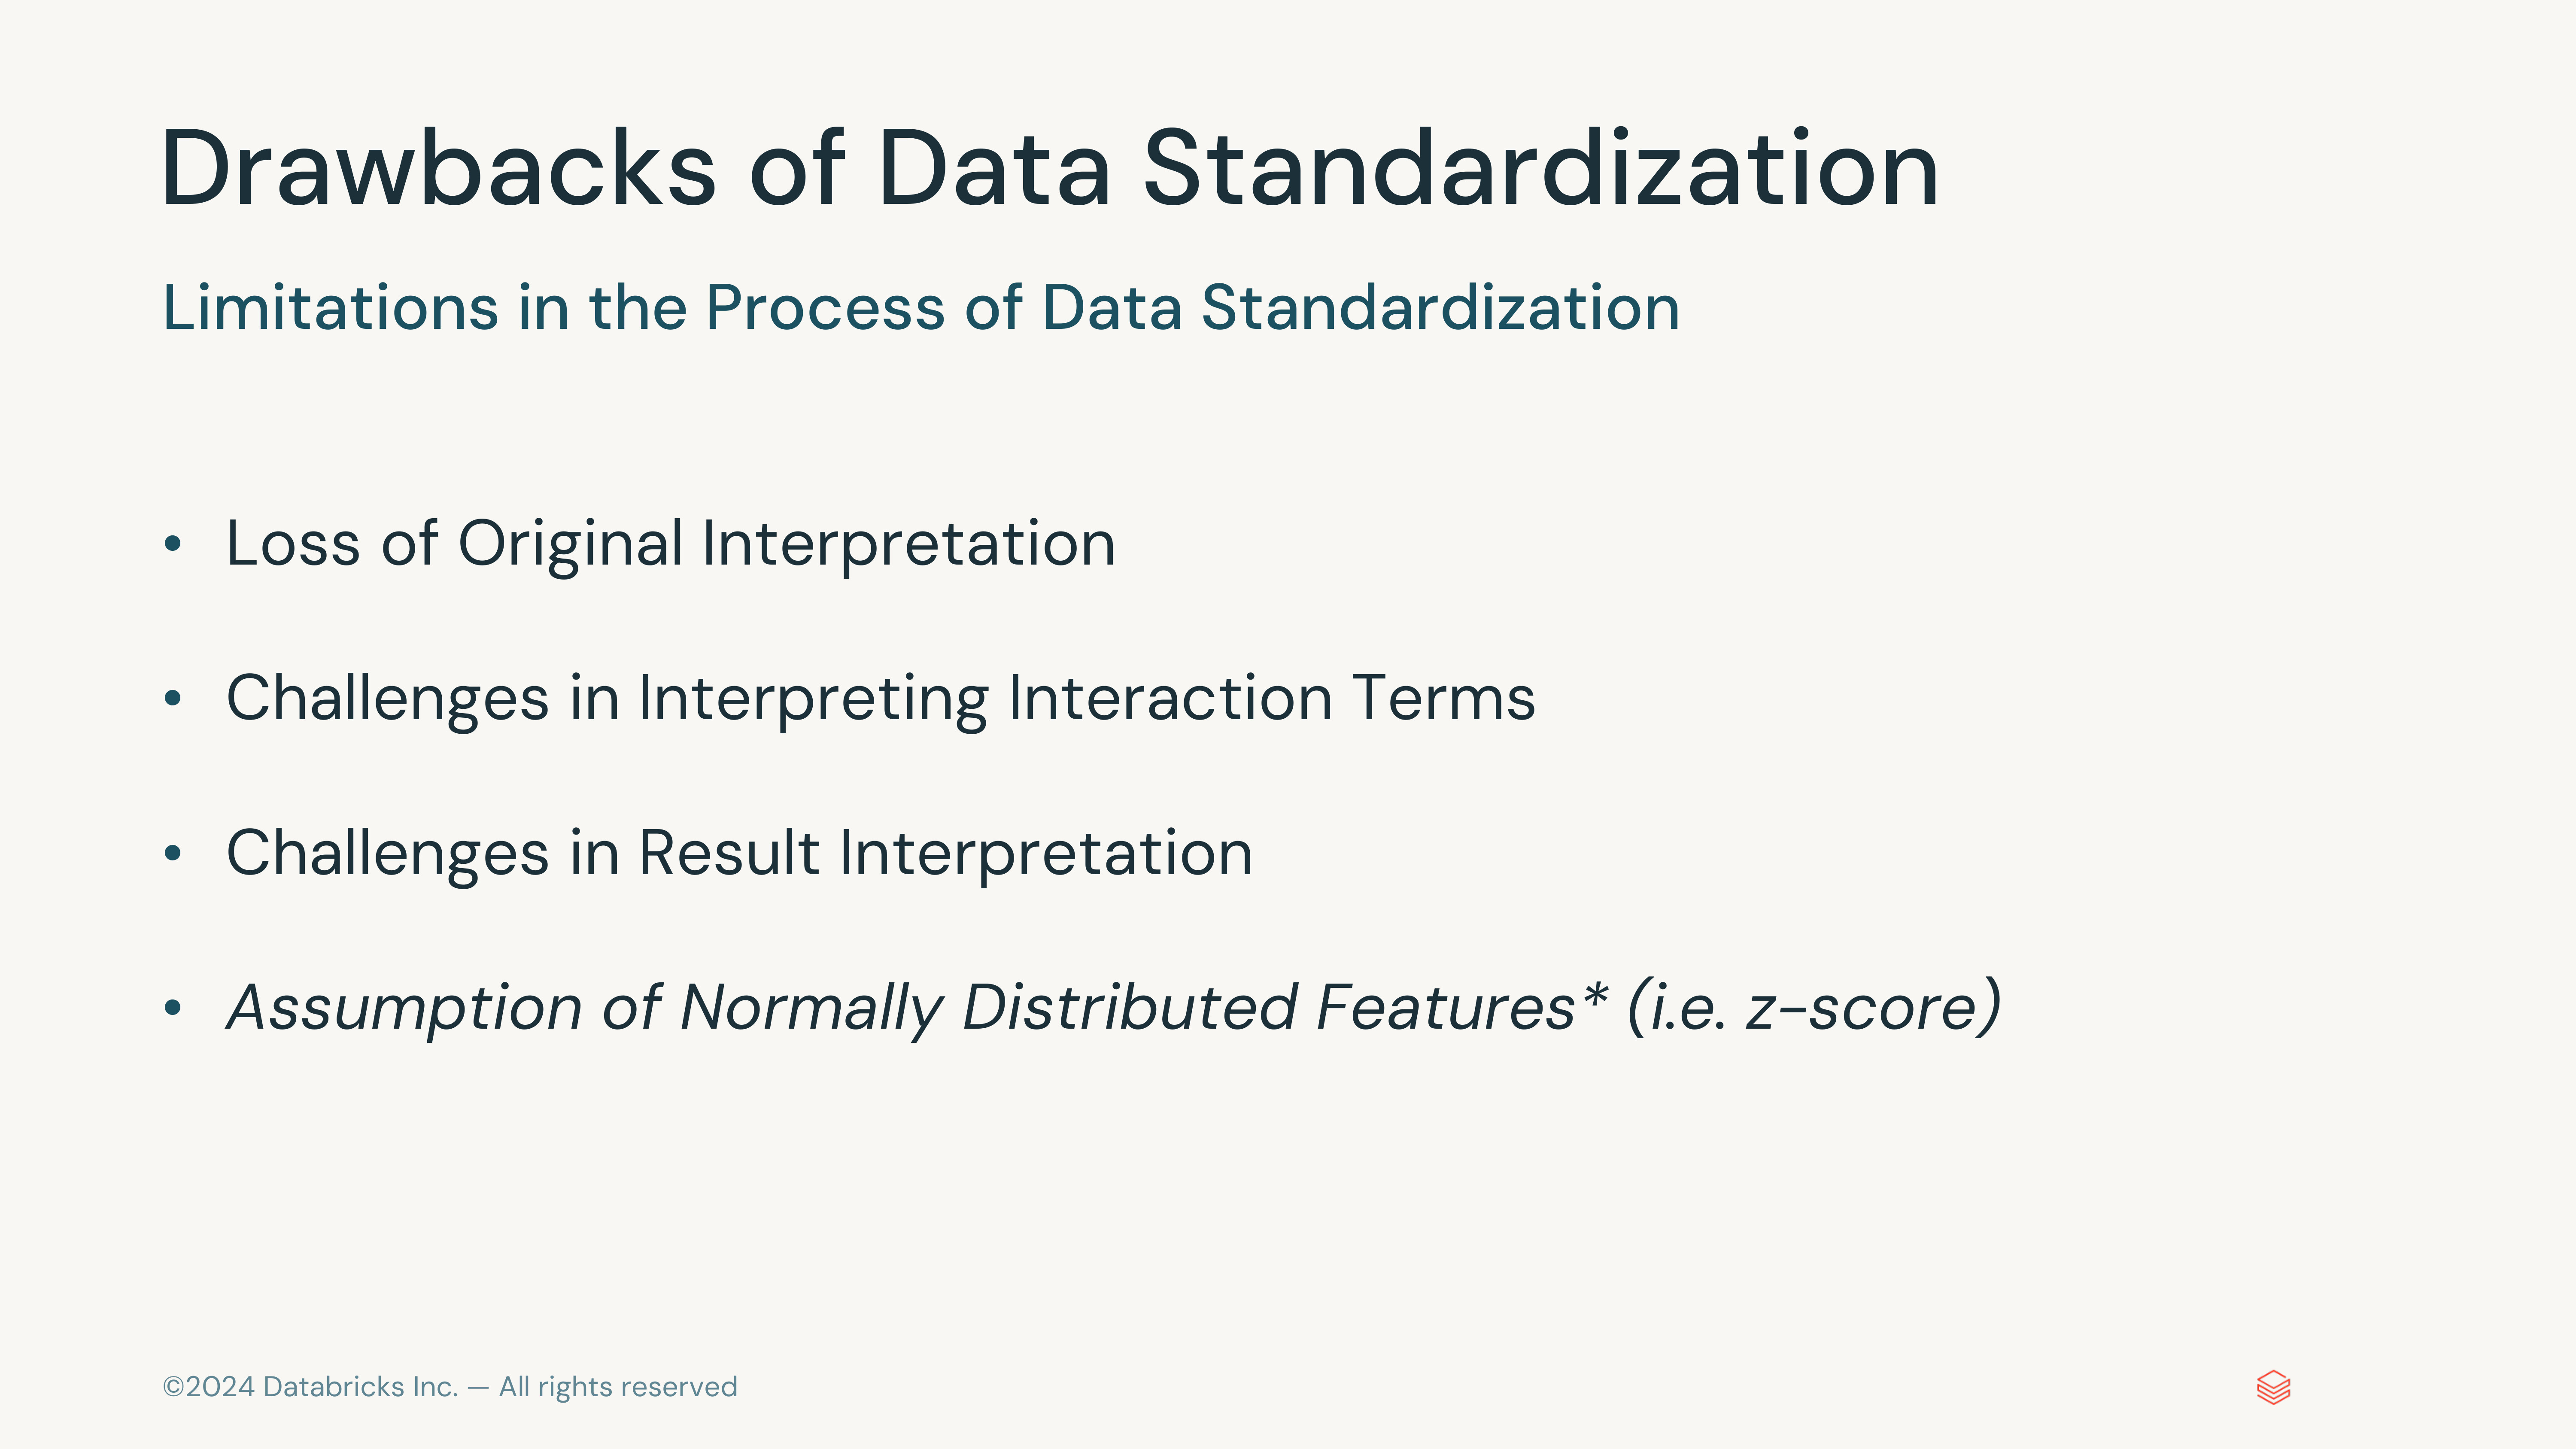 Drawbacks of Data Standardization
Limitations in the Process of Data Standardization
• Loss of Original Interpretation
• Challenges in Interpreting Interaction Terms
• Challenges in Result Interpretation
• Assumption of Normally Distributed Features* (i.e. z-score)
©2024 Databricks Inc. — All rights reserved